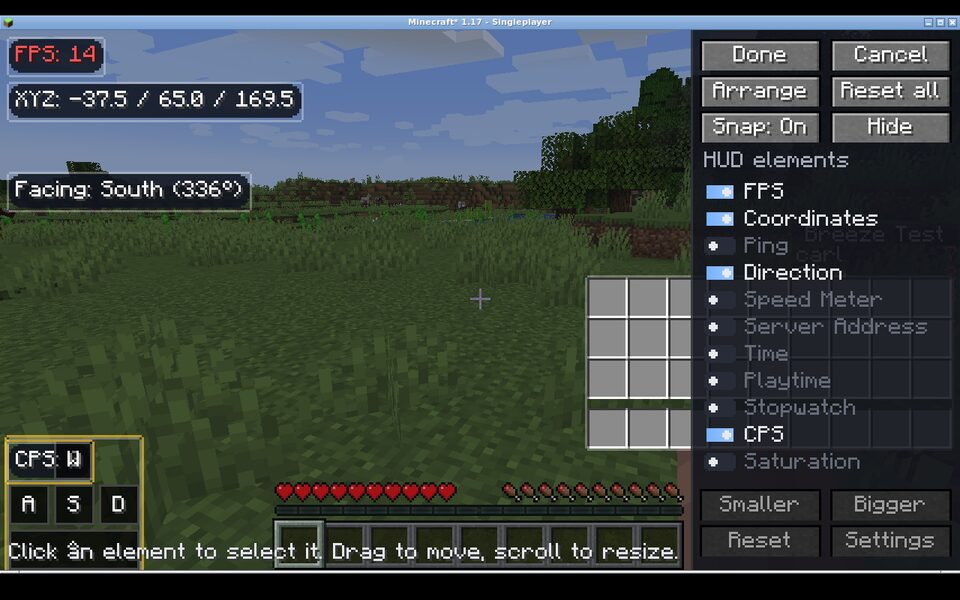 Minecraft* 1.17 - Singleplayer
FPS: 14
XYZ: -37.5 / 65.0 / 169.5
Facing: South (336°)
Done
Cancel
Arrange
Reset all
Snap: On
Hide
HUD elements
FPS
Coordinates
Ping
Breeze Test
Direction
Speed Meter
Server Address
Time
Playtime
Stopwatch
CPS
Saturation
Smaller
Bigger
Reset
Settings
CPS W
A S D
Click an element to select it. Drag to move, scroll to resize.